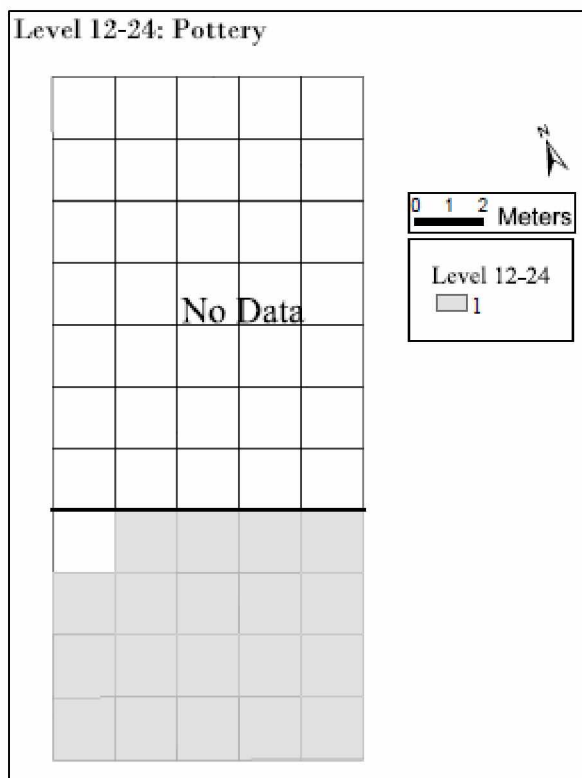 Level 12-24: Pottery
N
0 1 2 Meters
Level 12-24
1
No Data